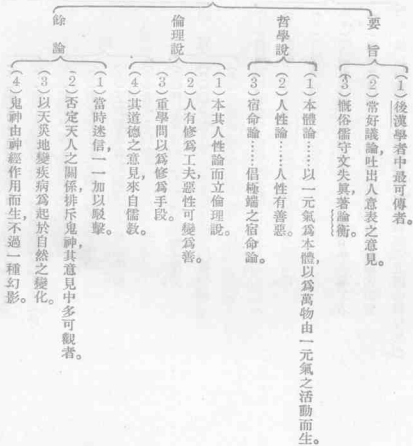 要旨
(1)後漢學者中最可傳者。
(2)常好議論,吐出人意表之意見。
(3)慨俗儒守文失眞,著論衡。
哲學說
(1)本體論……以一元氣爲本體,以爲萬物由一元氣之活動而生。
(2)人性論……人性有善惡。
(3)宿命論……倡極端之宿命論。
倫理說
(1)本其人性論而立倫理說。
(2)人有修爲工夫,惡性可變爲善。
(3)重學問以爲修爲手段。
(4)其道德之意見,來自儒敎。
餘論
(1)當時迷信,一一加以駁擊。
(2)否定天人之關係,排斥鬼神,其意見中多可觀者。
(3)以天災地變疾病爲起於自然之變化。
(4)鬼神由神經作用而生,不過一種幻影。